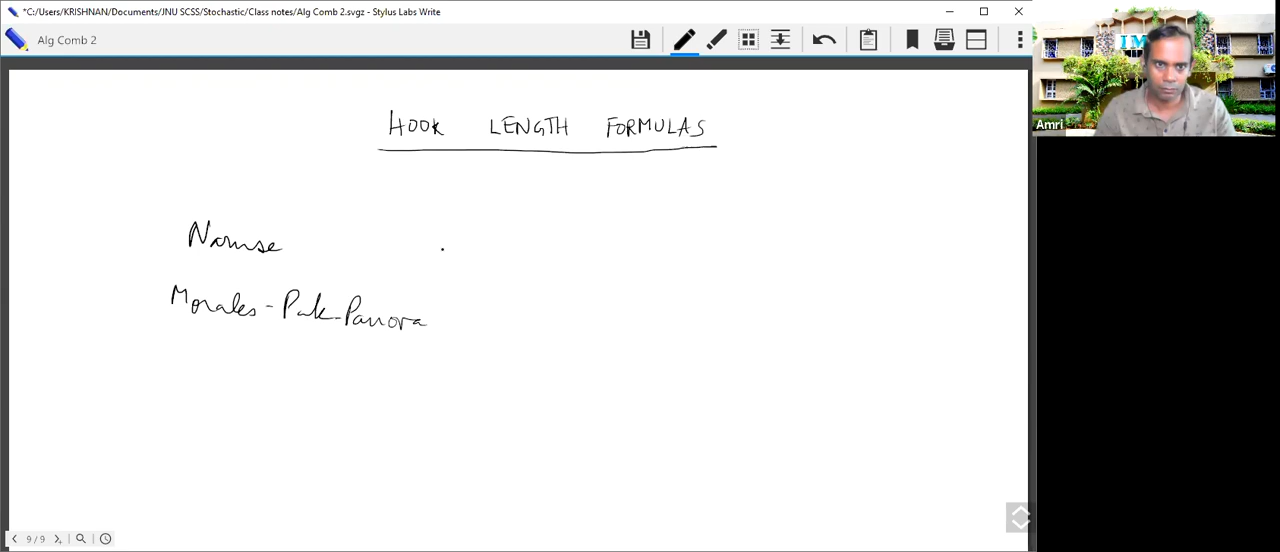 *C:/Users/KRISHNAN/Documents/JNU SCSS/Stochastic/Class notes/Alg Comb 2.svgz - Stylus Labs Write
Alg Comb 2
HOOK LENGTH FORMULAS
Naruse
Morales - Pak - Panova
IM
Amri
9 / 9